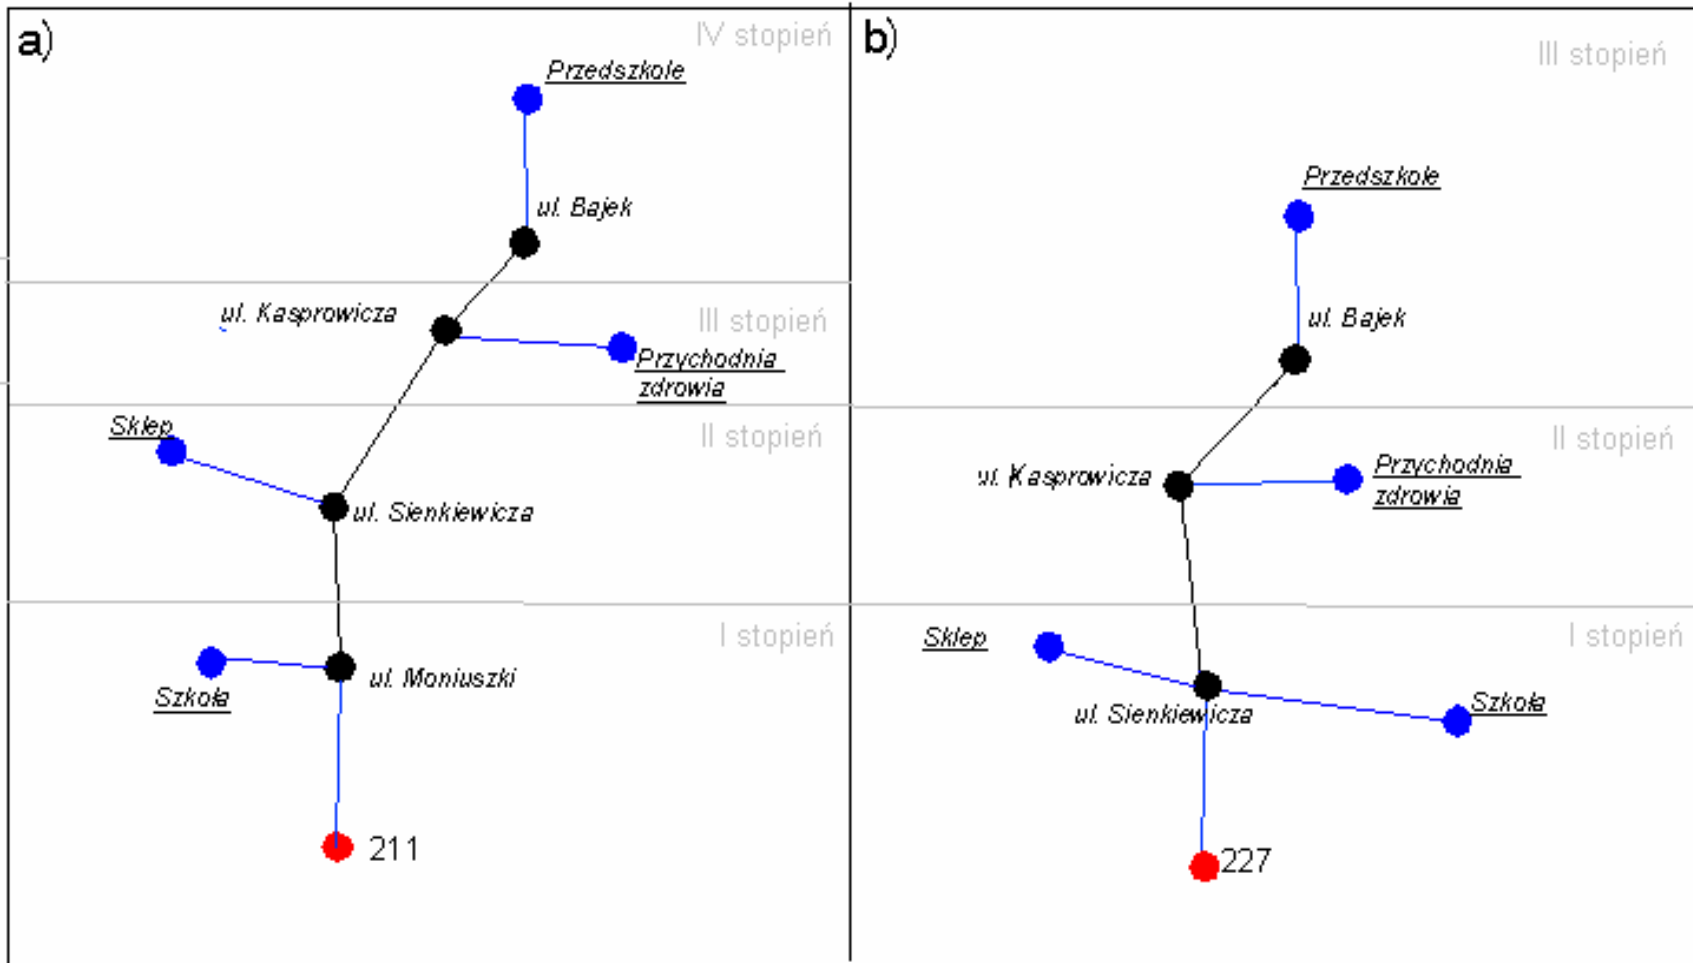 a)
IV stopień
Przedszkole
ul. Bajek
ul. Kasprowicza
III stopień
Przychodnia
zdrowia
Sklep
II stopień
ul. Sienkiewicza
I stopień
ul. Moniuszki
Szkoła
211
b)
III stopień
Przedszkole
ul. Bajek
II stopień
ul. Kasprowicza
Przychodnia
zdrowia
I stopień
Sklep
Szkoła
ul. Sienkiewicza
227